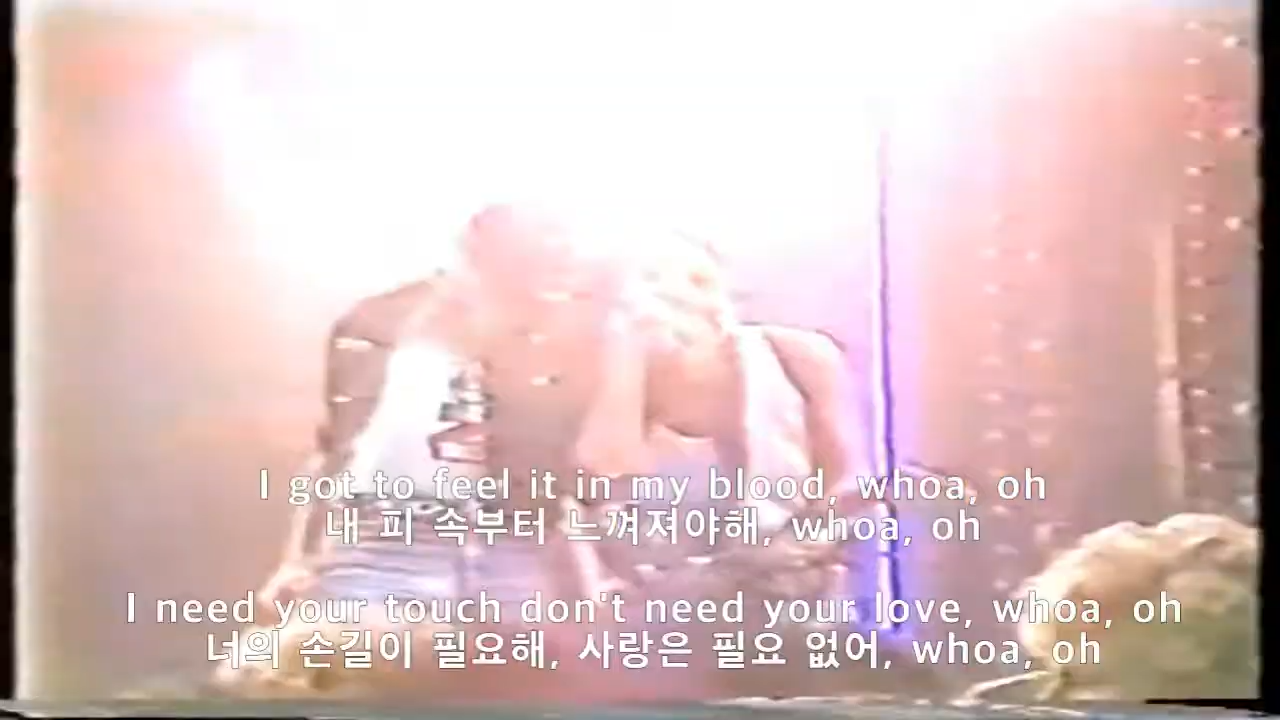 I got to feel it in my blood, whoa, oh
내 피 속부터 느껴져야해, whoa, oh
I need your touch don't need your love, whoa, oh
너의 손길이 필요해, 사랑은 필요 없어, whoa, oh